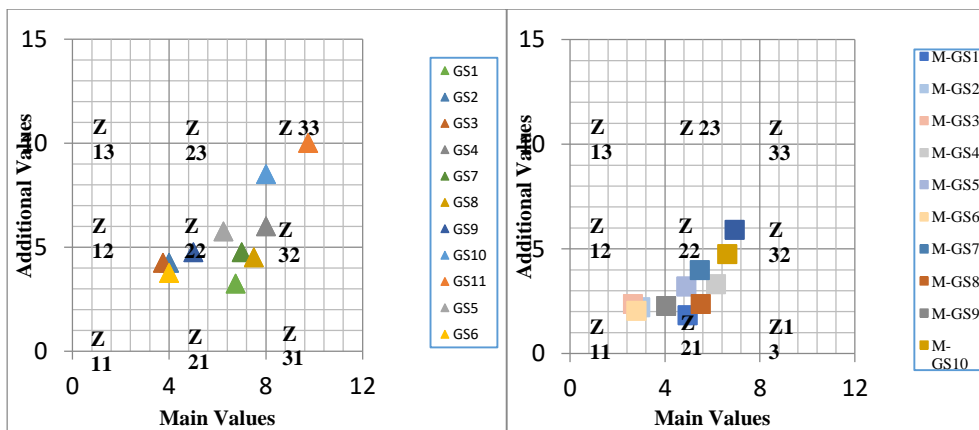 15
10
5
0
0 4 8 12
Additional Values
Main Values
Z
13
Z
23
Z 33
Z
12
Z
22
Z
32
Z
11
Z
21
Z
31
GS1
GS2
GS3
GS4
GS7
GS8
GS9
GS10
GS11
GS5
GS6
15
10
5
0
0 4 8 12
Additional Values
Main Values
Z
13
Z 23
Z
33
Z
12
Z
22
Z
32
Z
11
Z
21
Z1
3
M-GS1
M-GS2
M-GS3
M-GS4
M-GS5
M-GS6
M-GS7
M-GS8
M-GS9
M-
GS10